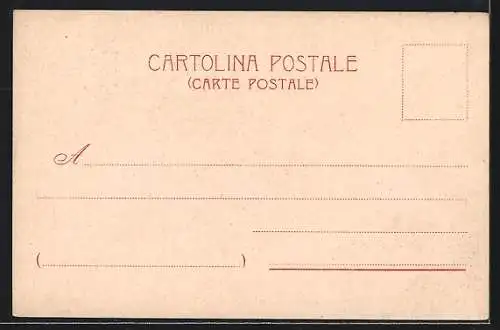 CARTOLINA POSTALE
(CARTE POSTALE)
A
( )